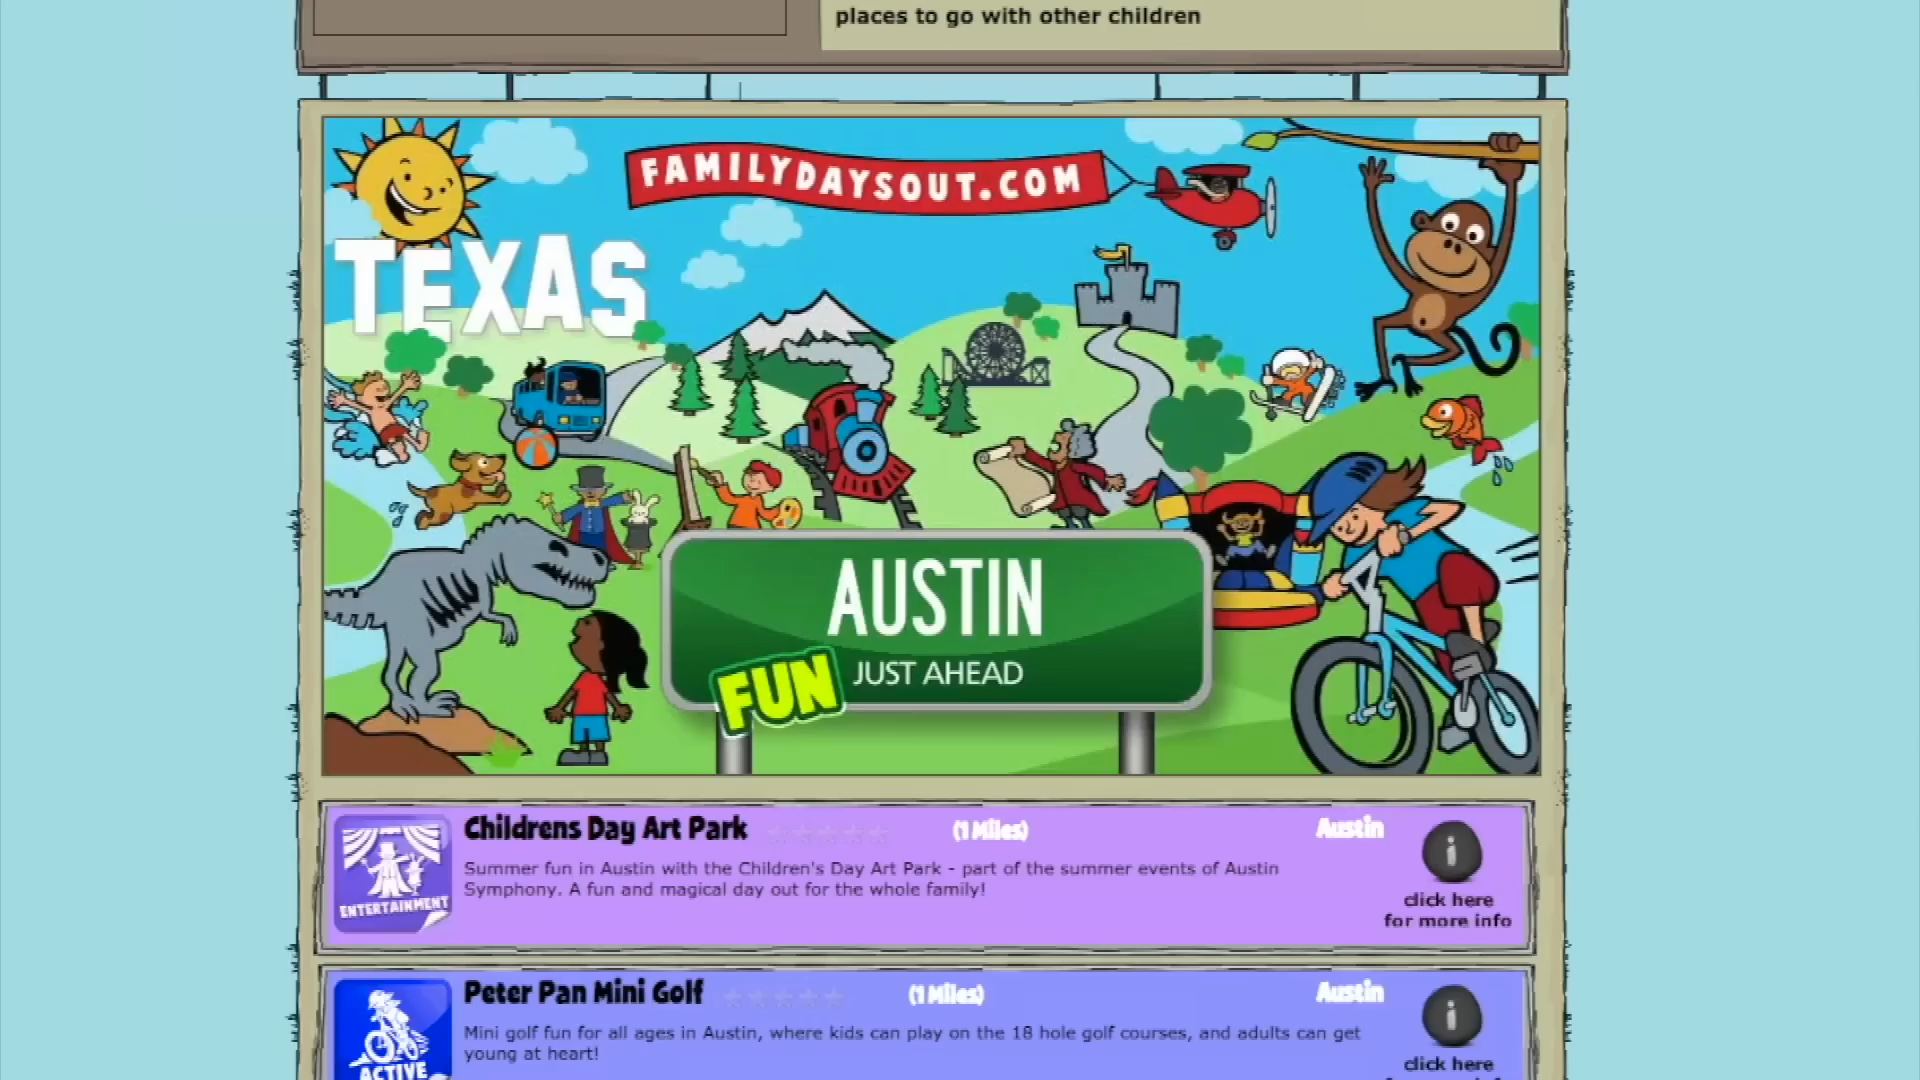 places to go with other children
FAMILYDAYSOUT.COM
TEXAS
AUSTIN
FUN JUST AHEAD
Childrens Day Art Park (1 Miles) Austin
Summer fun in Austin with the Children's Day Art Park - part of the summer events of Austin
Symphony. A fun and magical day out for the whole family!
ENTERTAINMENT
i
click here
for more info
Peter Pan Mini Golf (1 Miles) Austin
Mini golf fun for all ages in Austin, where kids can play on the 18 hole golf courses, and adults can get
young at heart!
ACTIVE
i
click here